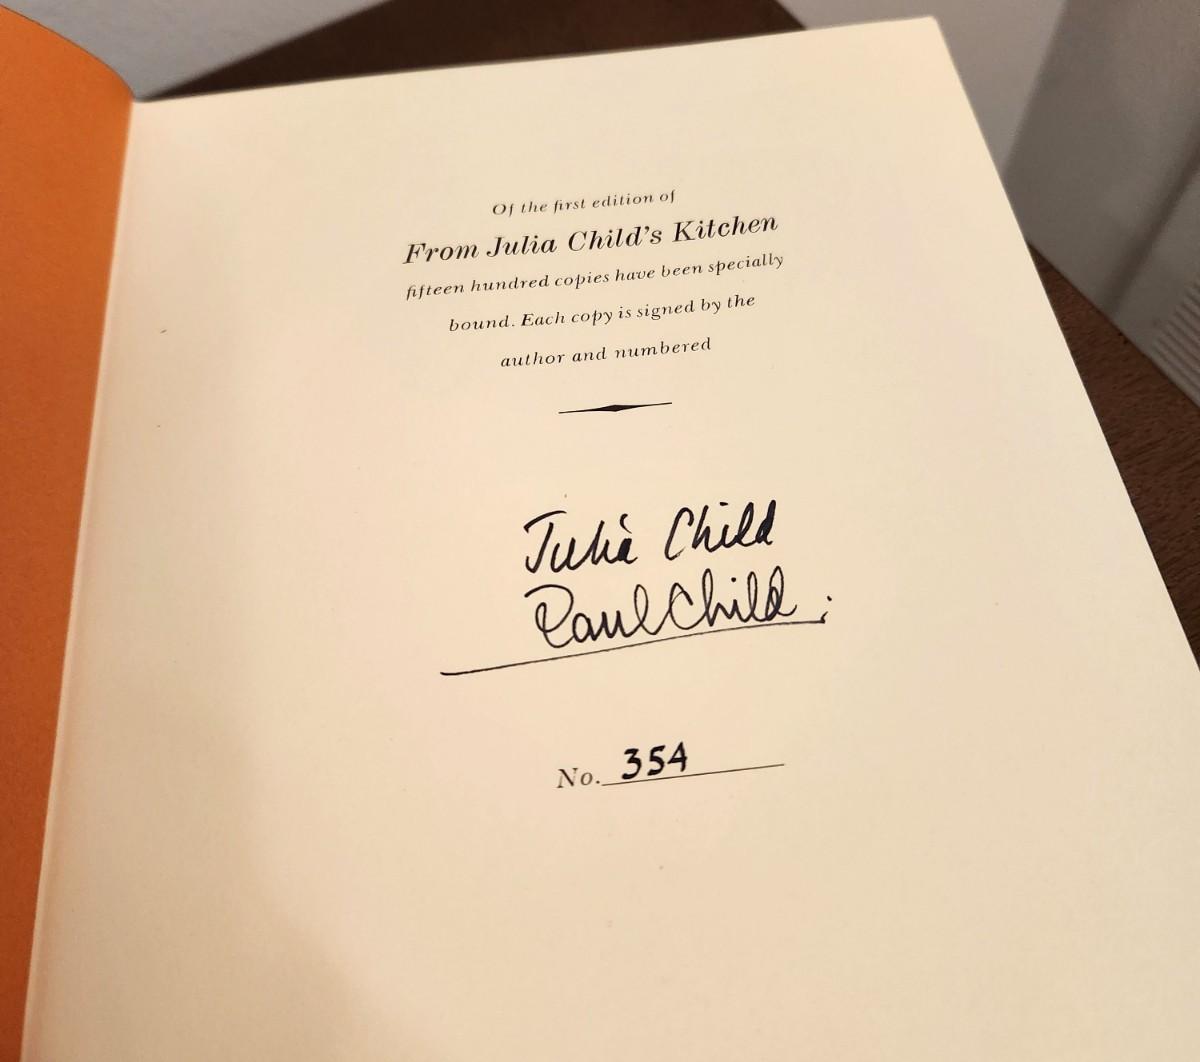 Of the first edition of
From Julia Child's Kitchen
fifteen hundred copies have been specially
bound. Each copy is signed by the
author and numbered
Julia Child
Paul Child.
No. 354